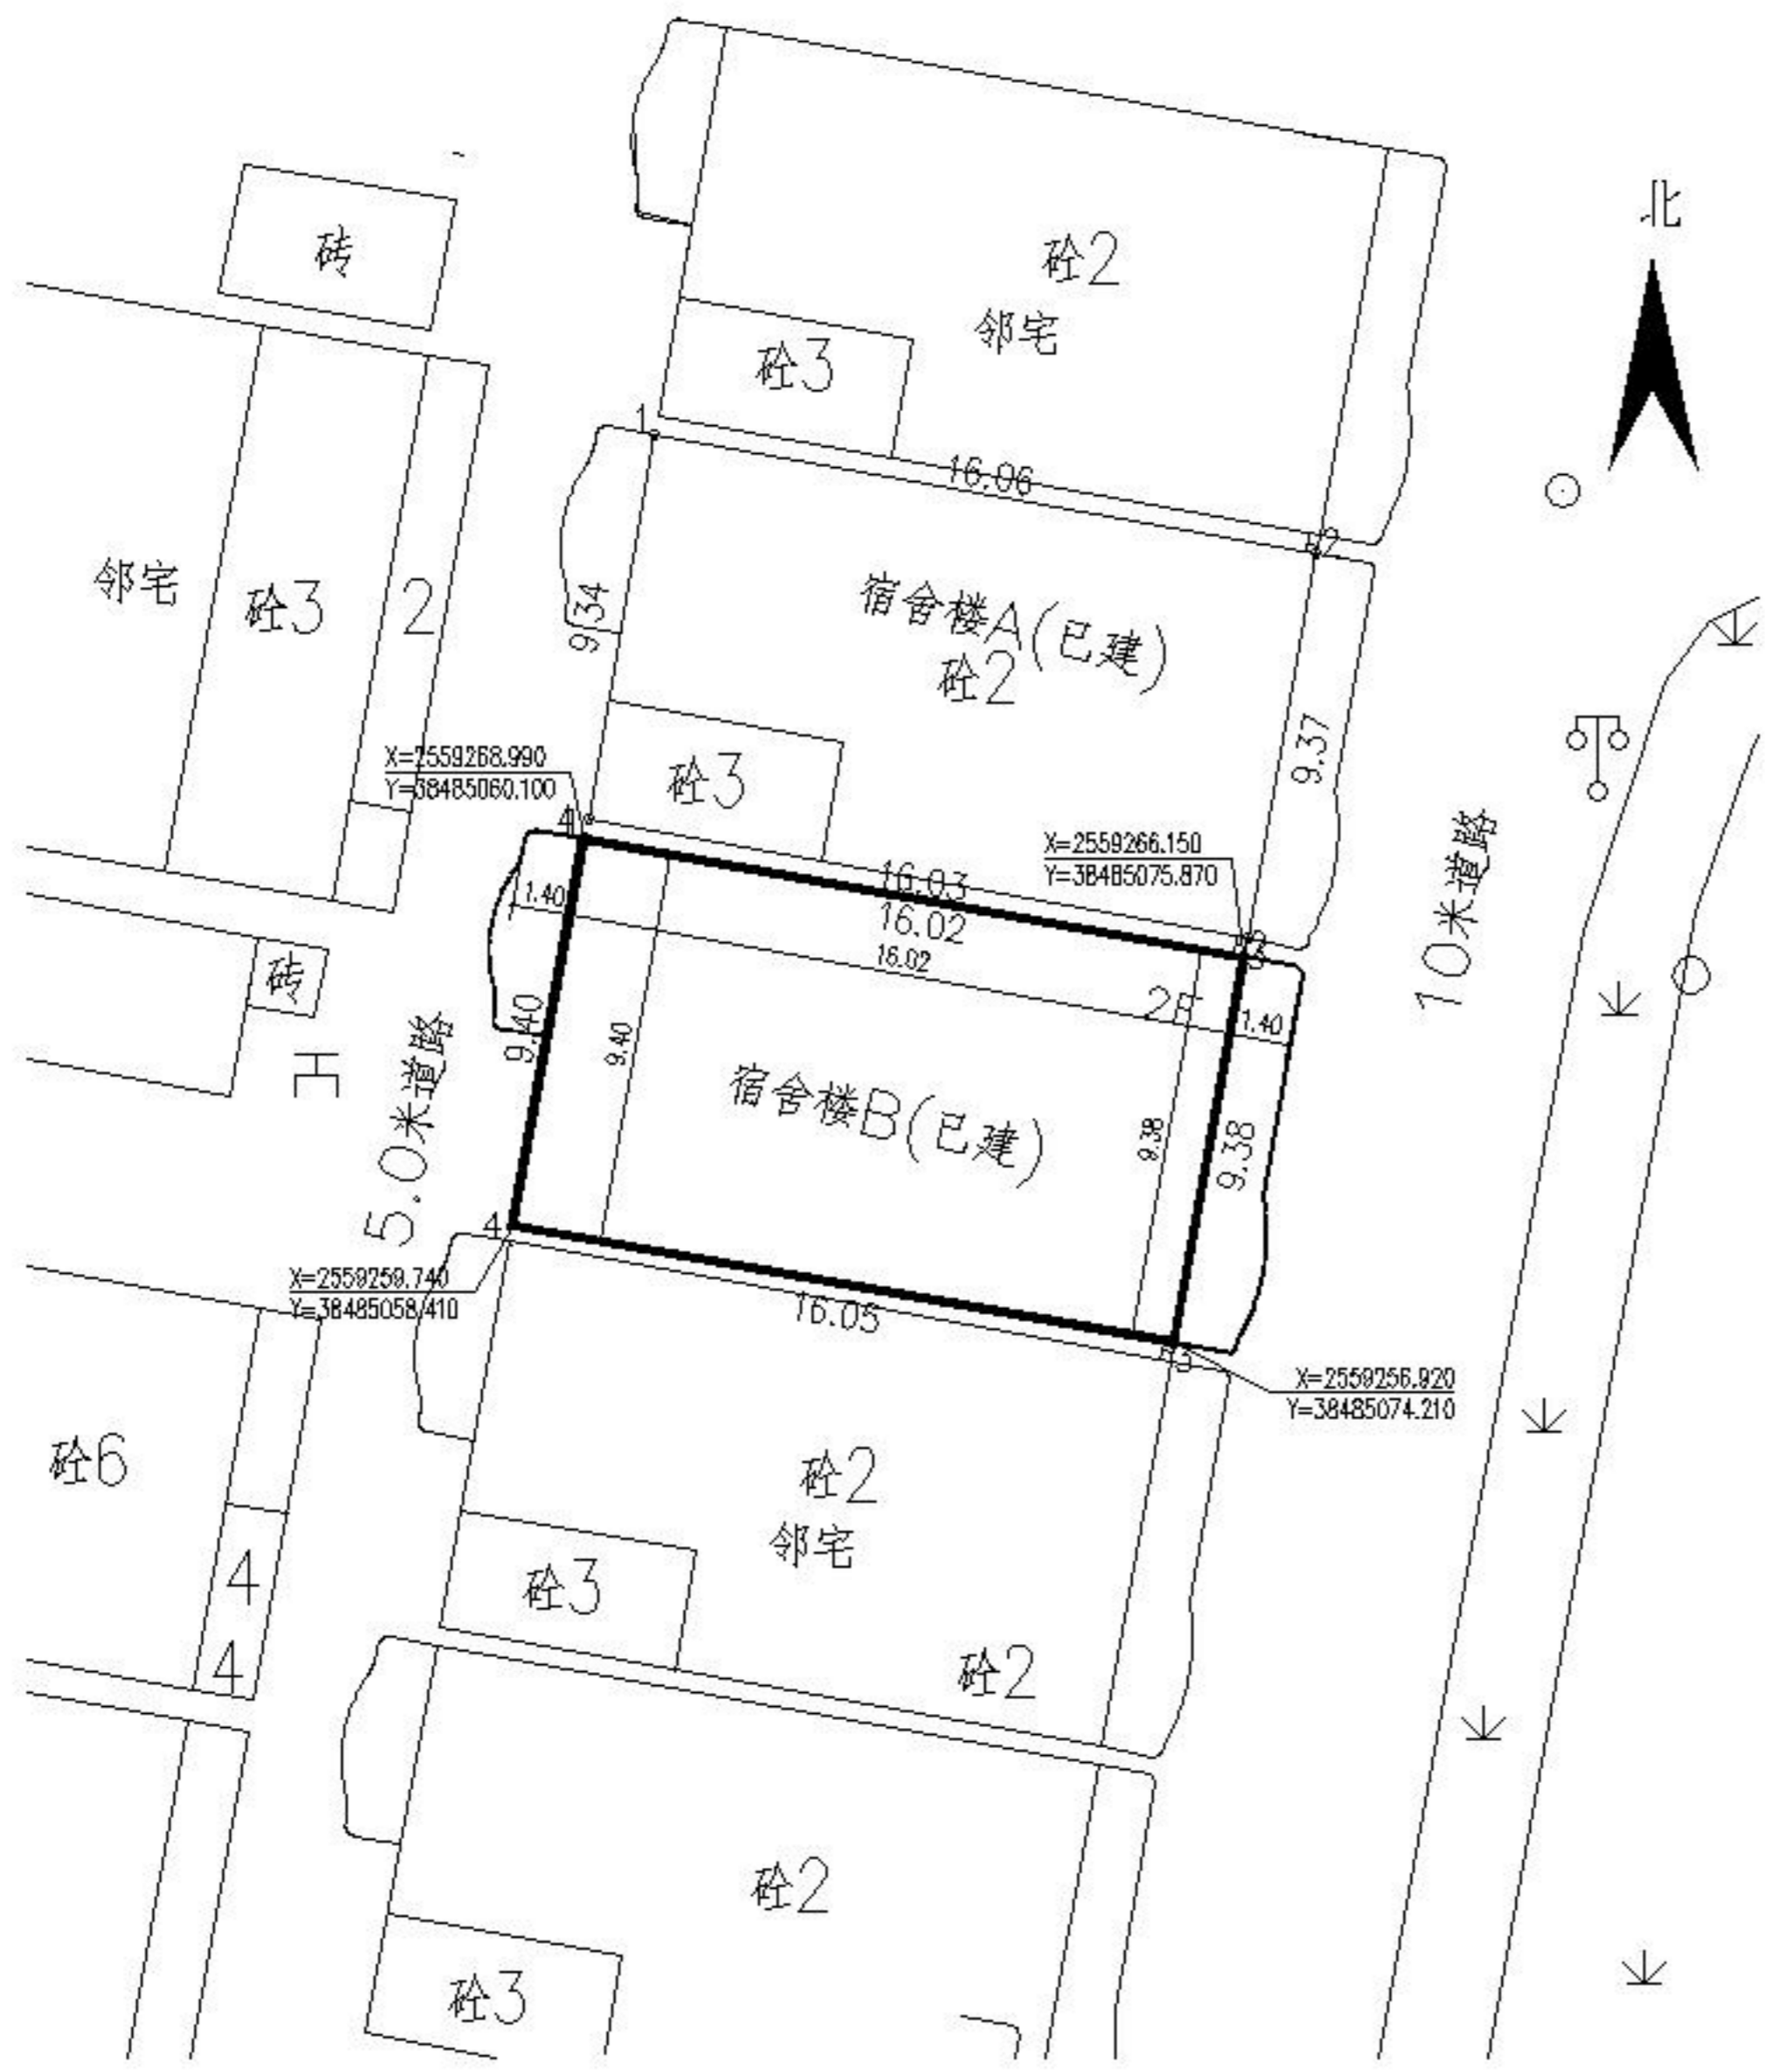 北
砖
砼2
邻宅
砼3
1
16.06
2
邻宅
砼3
2
9.34
宿舍楼A(已建)
砼2
9.37
砼3
X=2559268.990
Y=38485060.100
4
X=2559266.150
Y=38485075.870
16.03
16.02
16.02
1.40
3
2F
1.40
10米道路
砖
5.0米道路
9.40
9.40
宿舍楼B(已建)
9.38
9.38
4
X=2559259.740
Y=38485058.410
16.05
3
X=2559256.920
Y=38485074.210
砼6
砼2
邻宅
4
砼3
4
砼2
砼2
砼3